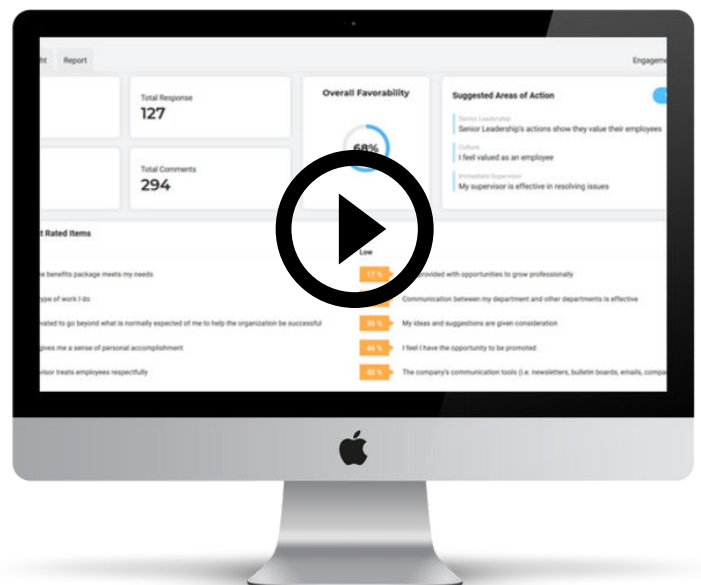 Report
Engageme
Total Response
127
Overall Favorability
Suggested Areas of Action
Senior Leadership
Senior Leadership's actions show they value their employees
68%
Culture
I feel valued as an employee
Total Comments
294
Immediate Supervisor
My supervisor is effective in resolving issues
t Rated Items
Low
e benefits package meets my needs
17 %
provided with opportunities to grow professionally
ype of work I do
Communication between my department and other departments is effective
vated to go beyond what is normally expected of me to help the organization be successful
36 %
My ideas and suggestions are given consideration
gives me a sense of personal accomplishment
46 %
I feel I have the opportunity to be promoted
visor treats employees respectfully
48 %
The company's communication tools (i.e. newsletters, bulletin boards, emails, compa